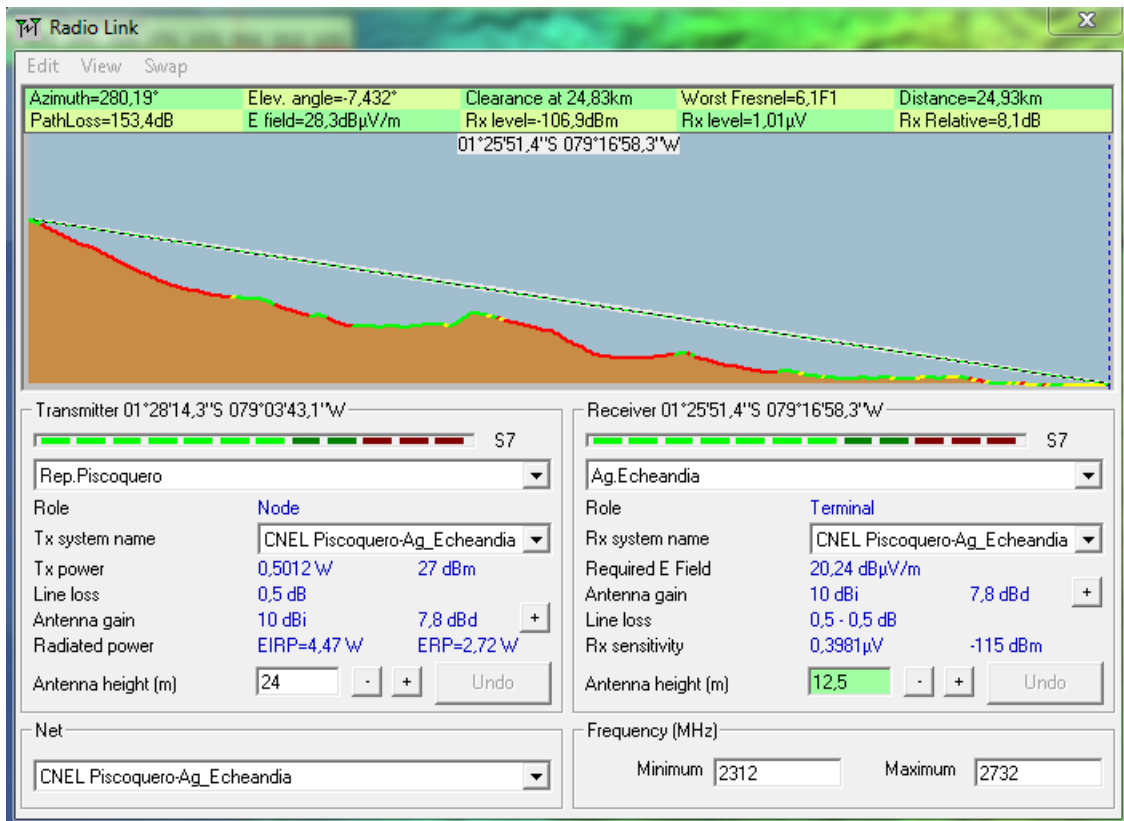 Radio Link
Edit View Swap
Azimuth=280,19° Elev. angle=-7,432° Clearance at 24,83km Worst Fresnel=6,1F1 Distance=24,93km
PathLoss=153,4dB E field=28,3dBµV/m Rx level=-106,9dBm Rx level=1,01µV Rx Relative=8,1dB
01°25'51,4''S 079°16'58,3''W
Transmitter 01°28'14,3''S 079°03'43,1''W
S7
Rep.Piscoquero
Role Node
Tx system name CNEL Piscoquero-Ag_Echeandia
Tx power 0,5012 W 27 dBm
Line loss 0,5 dB
Antenna gain 10 dBi 7,8 dBd +
Radiated power EIRP=4,47 W ERP=2,72 W
Antenna height (m) 24 - + Undo
Receiver 01°25'51,4''S 079°16'58,3''W
S7
Ag.Echeandia
Role Terminal
Rx system name CNEL Piscoquero-Ag_Echeandia
Required E Field 20,24 dBµV/m
Antenna gain 10 dBi 7,8 dBd +
Line loss 0,5 - 0,5 dB
Rx sensitivity 0,3981µV -115 dBm
Antenna height (m) 12,5 - + Undo
Net
CNEL Piscoquero-Ag_Echeandia
Frequency (MHz)
Minimum 2312 Maximum 2732